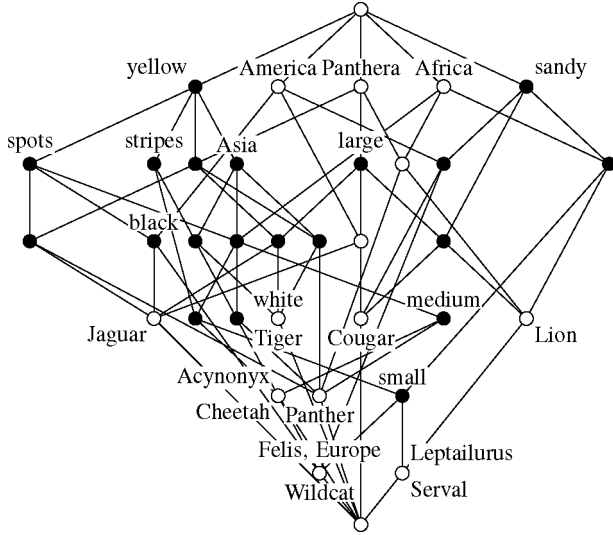 yellow
America
Panthera
Africa
sandy
spots
stripes
Asia
large
black
white
medium
Jaguar
Tiger
Cougar
Lion
Acynonyx
small
Cheetah
Panther
Felis, Europe
Leptailurus
Wildcat
Serval